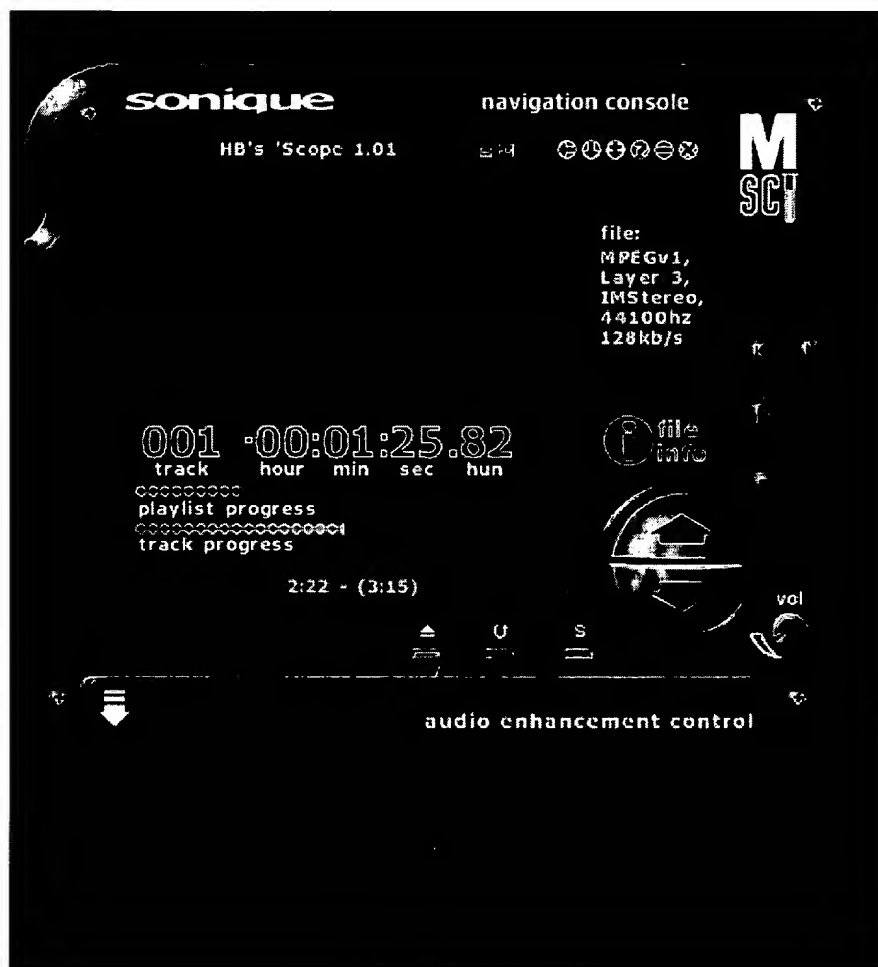 sonique
navigation console
HB's 'Scope 1.01
M
SCI
file:
MPEGv1,
Layer 3,
IMStereo,
44100hz
128kb/s
001 -00:01:25.82
track hour min sec hun
file
info
playlist progress
track progress
2:22 - (3:15)
vol
U S
audio enhancement control